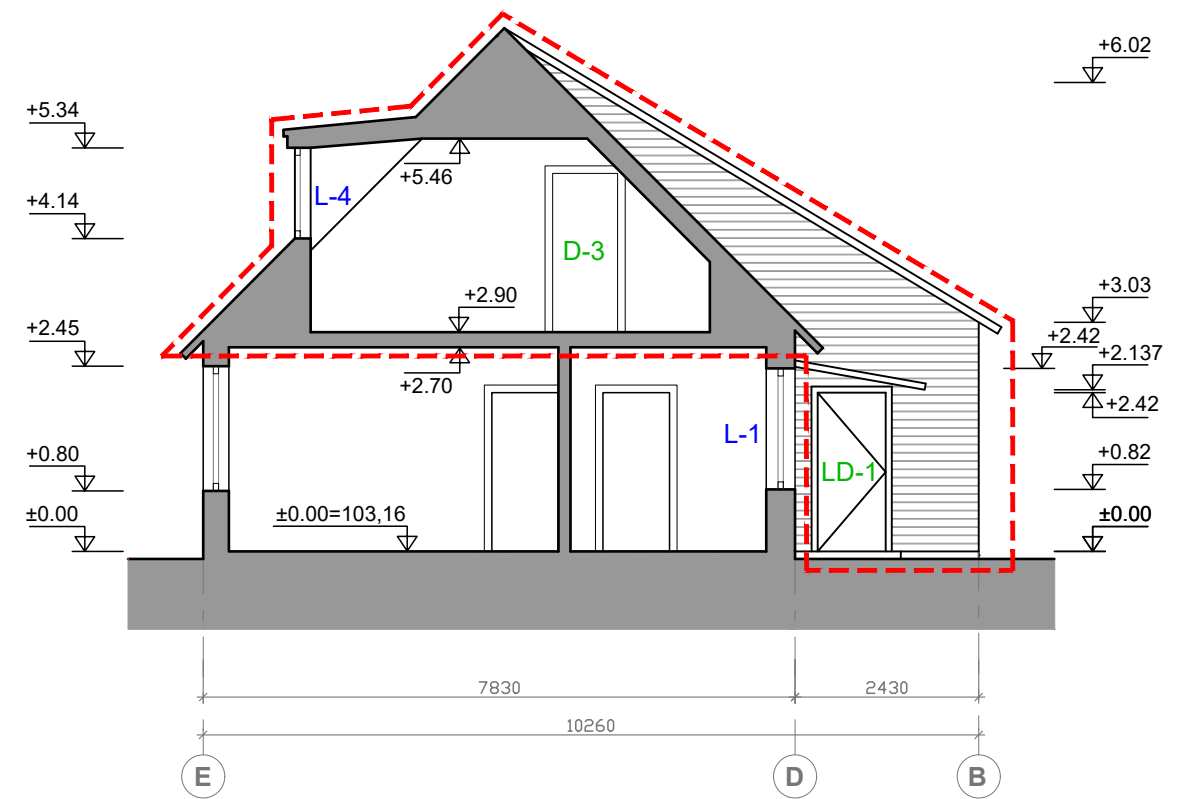 +6.02
+5.34
+5.46
L-4
+4.14
D-3
+3.03
+2.90
+2.45
+2.42
+2.137
+2.70
+2.42
L-1
+0.80
+0.82
LD-1
±0.00
±0.00=103,16
±0.00
7830
2430
10260
E
D
B